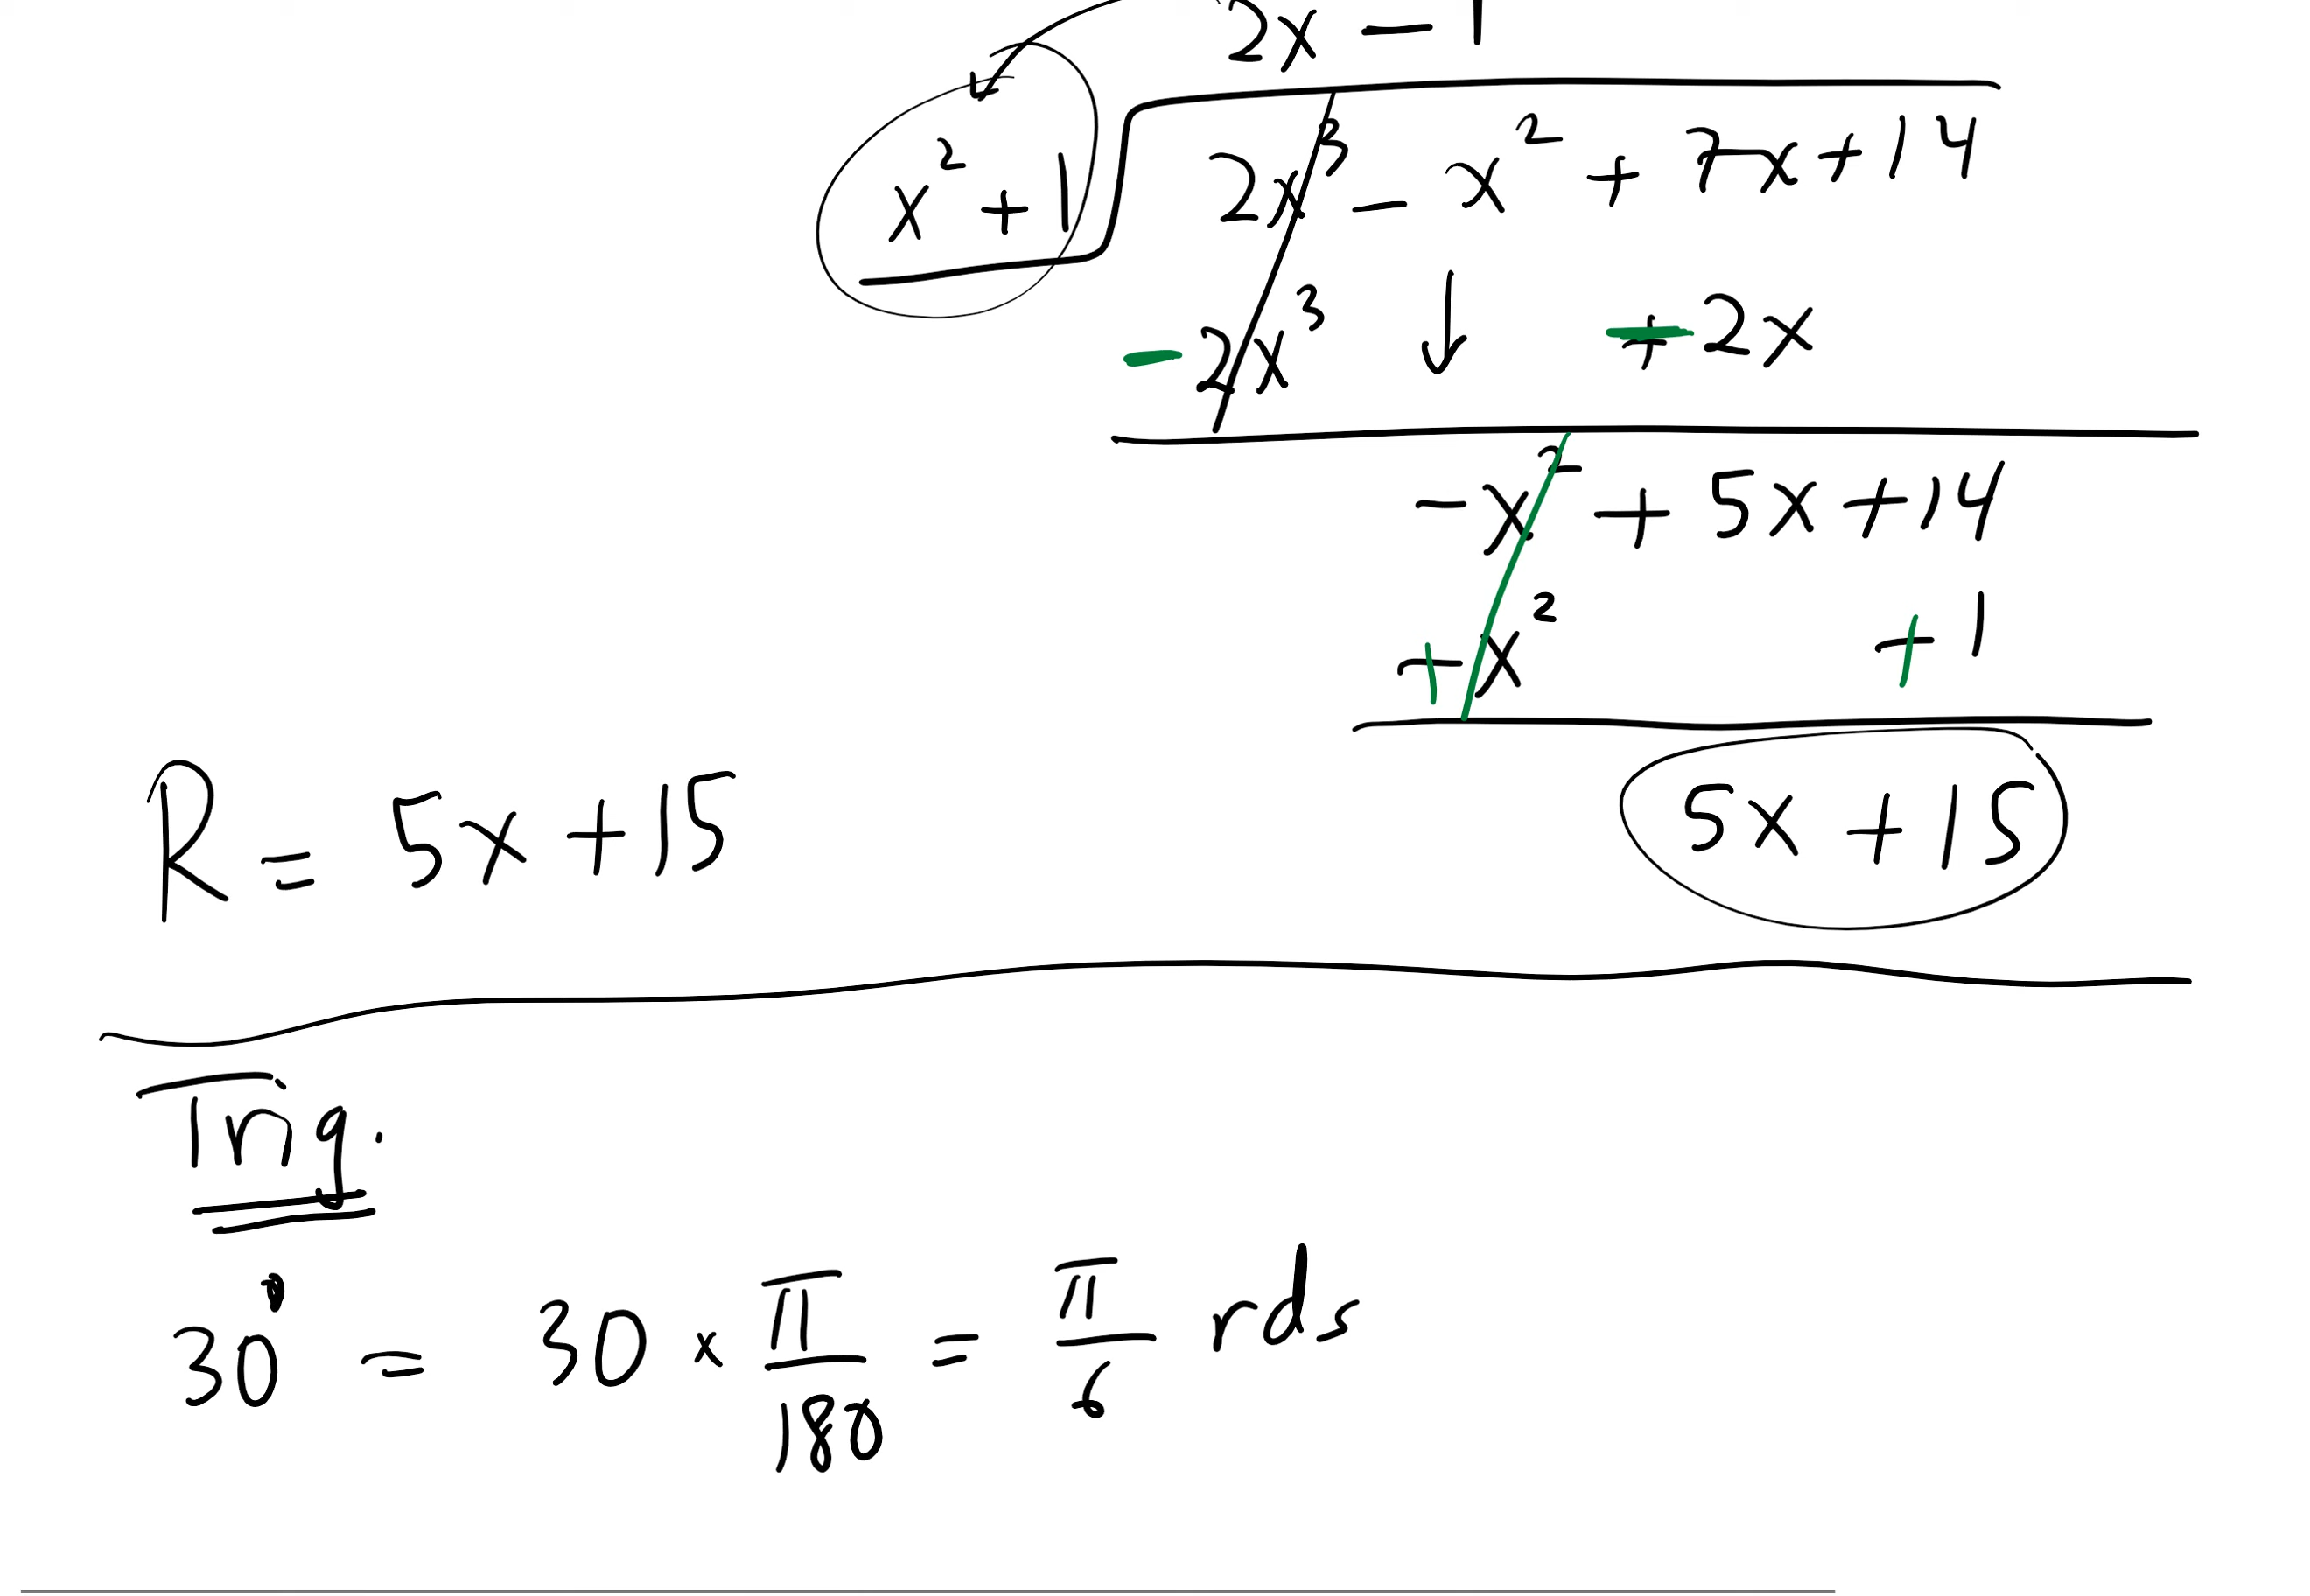 2x - 1
x² + 1 2x³ - x² + 7x + 14
- 2x³ - 2x
-x² + 5x + 14
+ x² + 1
5x + 15
R = 5x + 15
Trig.
30° = 30 × π/180 = π/6 rds